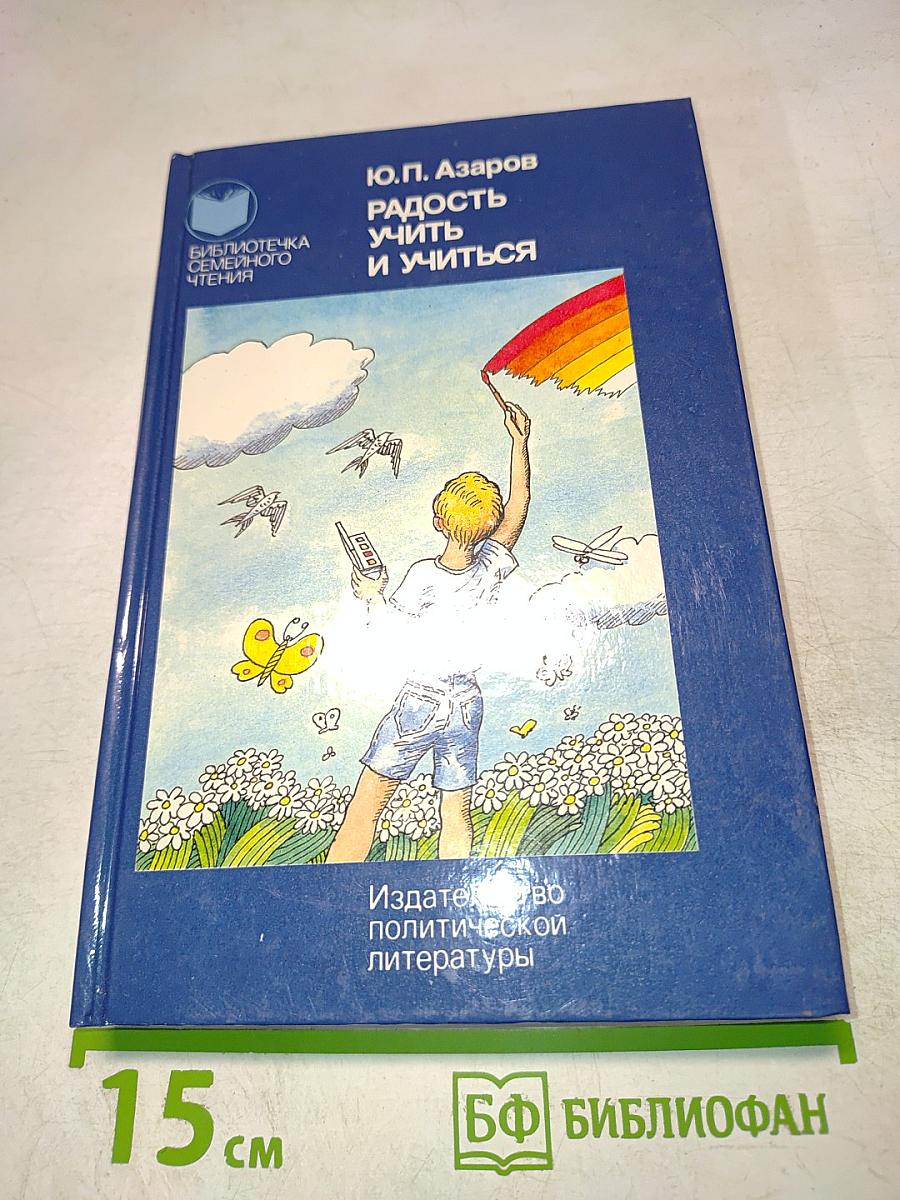 Ю.П. Азаров
РАДОСТЬ
УЧИТЬ
И УЧИТЬСЯ
БИБЛИОТЕЧКА
СЕМЕЙНОГО
ЧТЕНИЯ
Издательство
политической
литературы
15 см
БФ БИБЛИОФАН